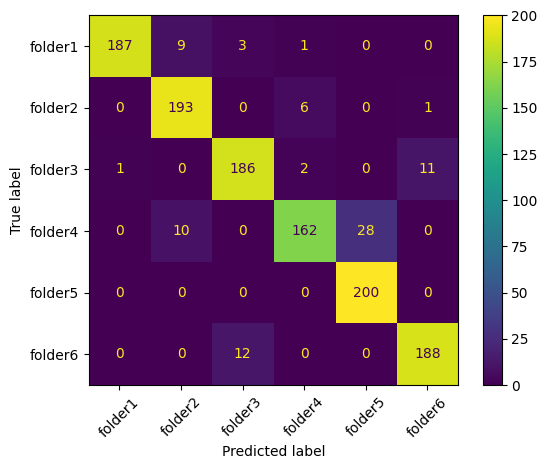 True label
folder1 187 9 3 1 0 0
folder2 0 193 0 6 0 1
folder3 1 0 186 2 0 11
folder4 0 10 0 162 28 0
folder5 0 0 0 0 200 0
folder6 0 0 12 0 0 188
folder1 folder2 folder3 folder4 folder5 folder6
Predicted label
200
175
150
125
100
75
50
25
0